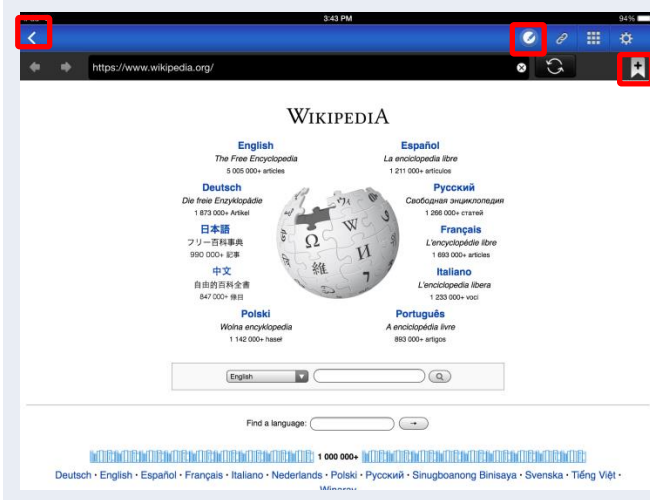 3:43 PM
94%
https://www.wikipedia.org/
WIKIPEDIA
English
The Free Encyclopedia
5 005 000+ articles
Español
La enciclopedia libre
1 211 000+ artículos
Deutsch
Die freie Enzyklopädie
1 873 000+ Artikel
Русский
Свободная энциклопедия
1 266 000+ статей
日本語
フリー百科事典
990 000+ 記事
Français
L'encyclopédie libre
1 693 000+ articles
中文
自由的百科全書
847 000+ 條目
Italiano
L'enciclopedia libera
1 233 000+ voci
Polski
Wolna encyklopedia
1 142 000+ haseł
Português
A enciclopédia livre
893 000+ artigos
Ω W И 維 7
English
Find a language:
1 000 000+
Deutsch • English • Español • Français • Italiano • Nederlands • Polski • Русский • Sinugboanong Binisaya • Svenska • Tiếng Việt •